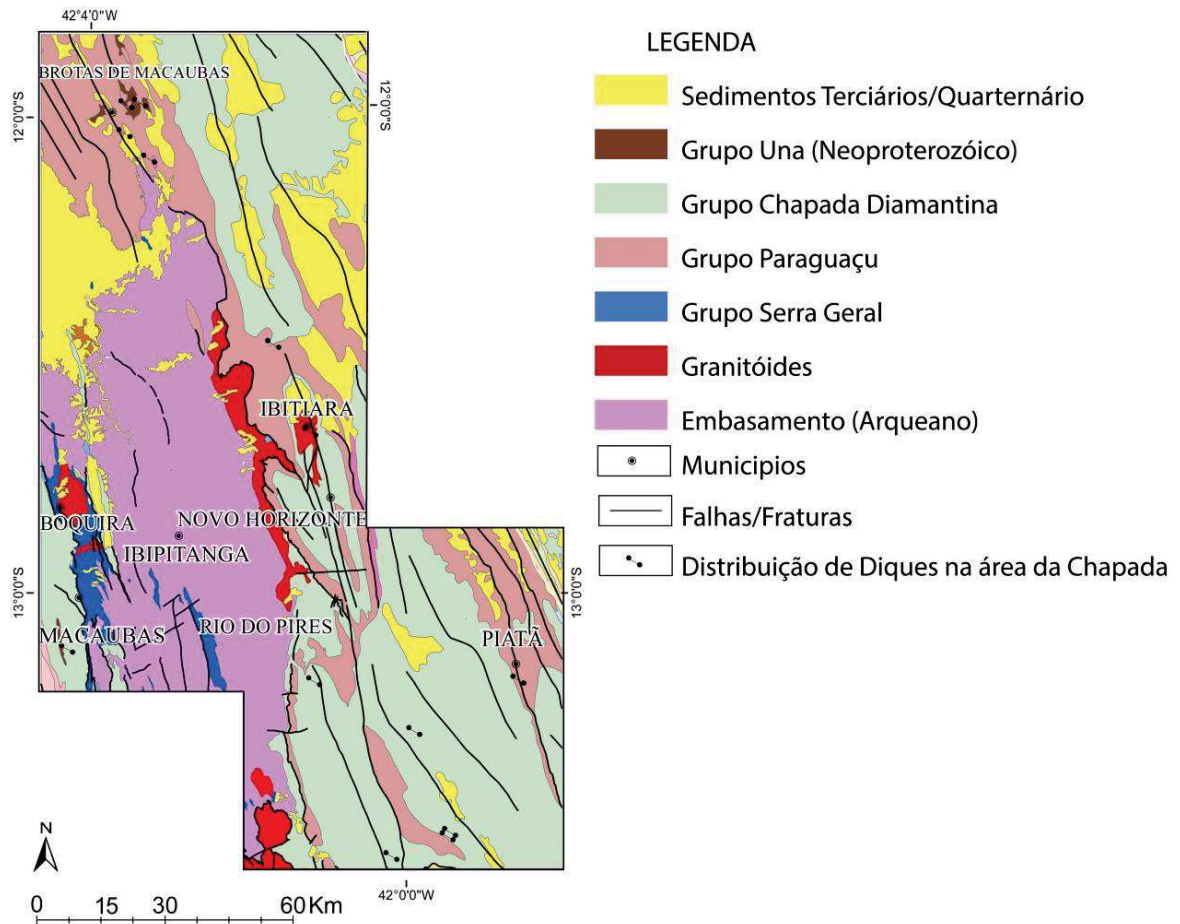 42°4'0"W
BROTAS DE MACAUBAS
12°0'0"S
12°0'0"S
IBITIARA
BOQUIRA
NOVO HORIZONTE
IBIPITANGA
13°0'0"S
13°0'0"S
MACAUBAS
RIO DO PIRES
PIATÃ
42°0'0"W
N
0 15 30 60 Km
LEGENDA
Sedimentos Terciários/Quarternário
Grupo Una (Neoproterozóico)
Grupo Chapada Diamantina
Grupo Paraguaçu
Grupo Serra Geral
Granitóides
Embasamento (Arqueano)
Municipios
Falhas/Fraturas
Distribuição de Diques na área da Chapada